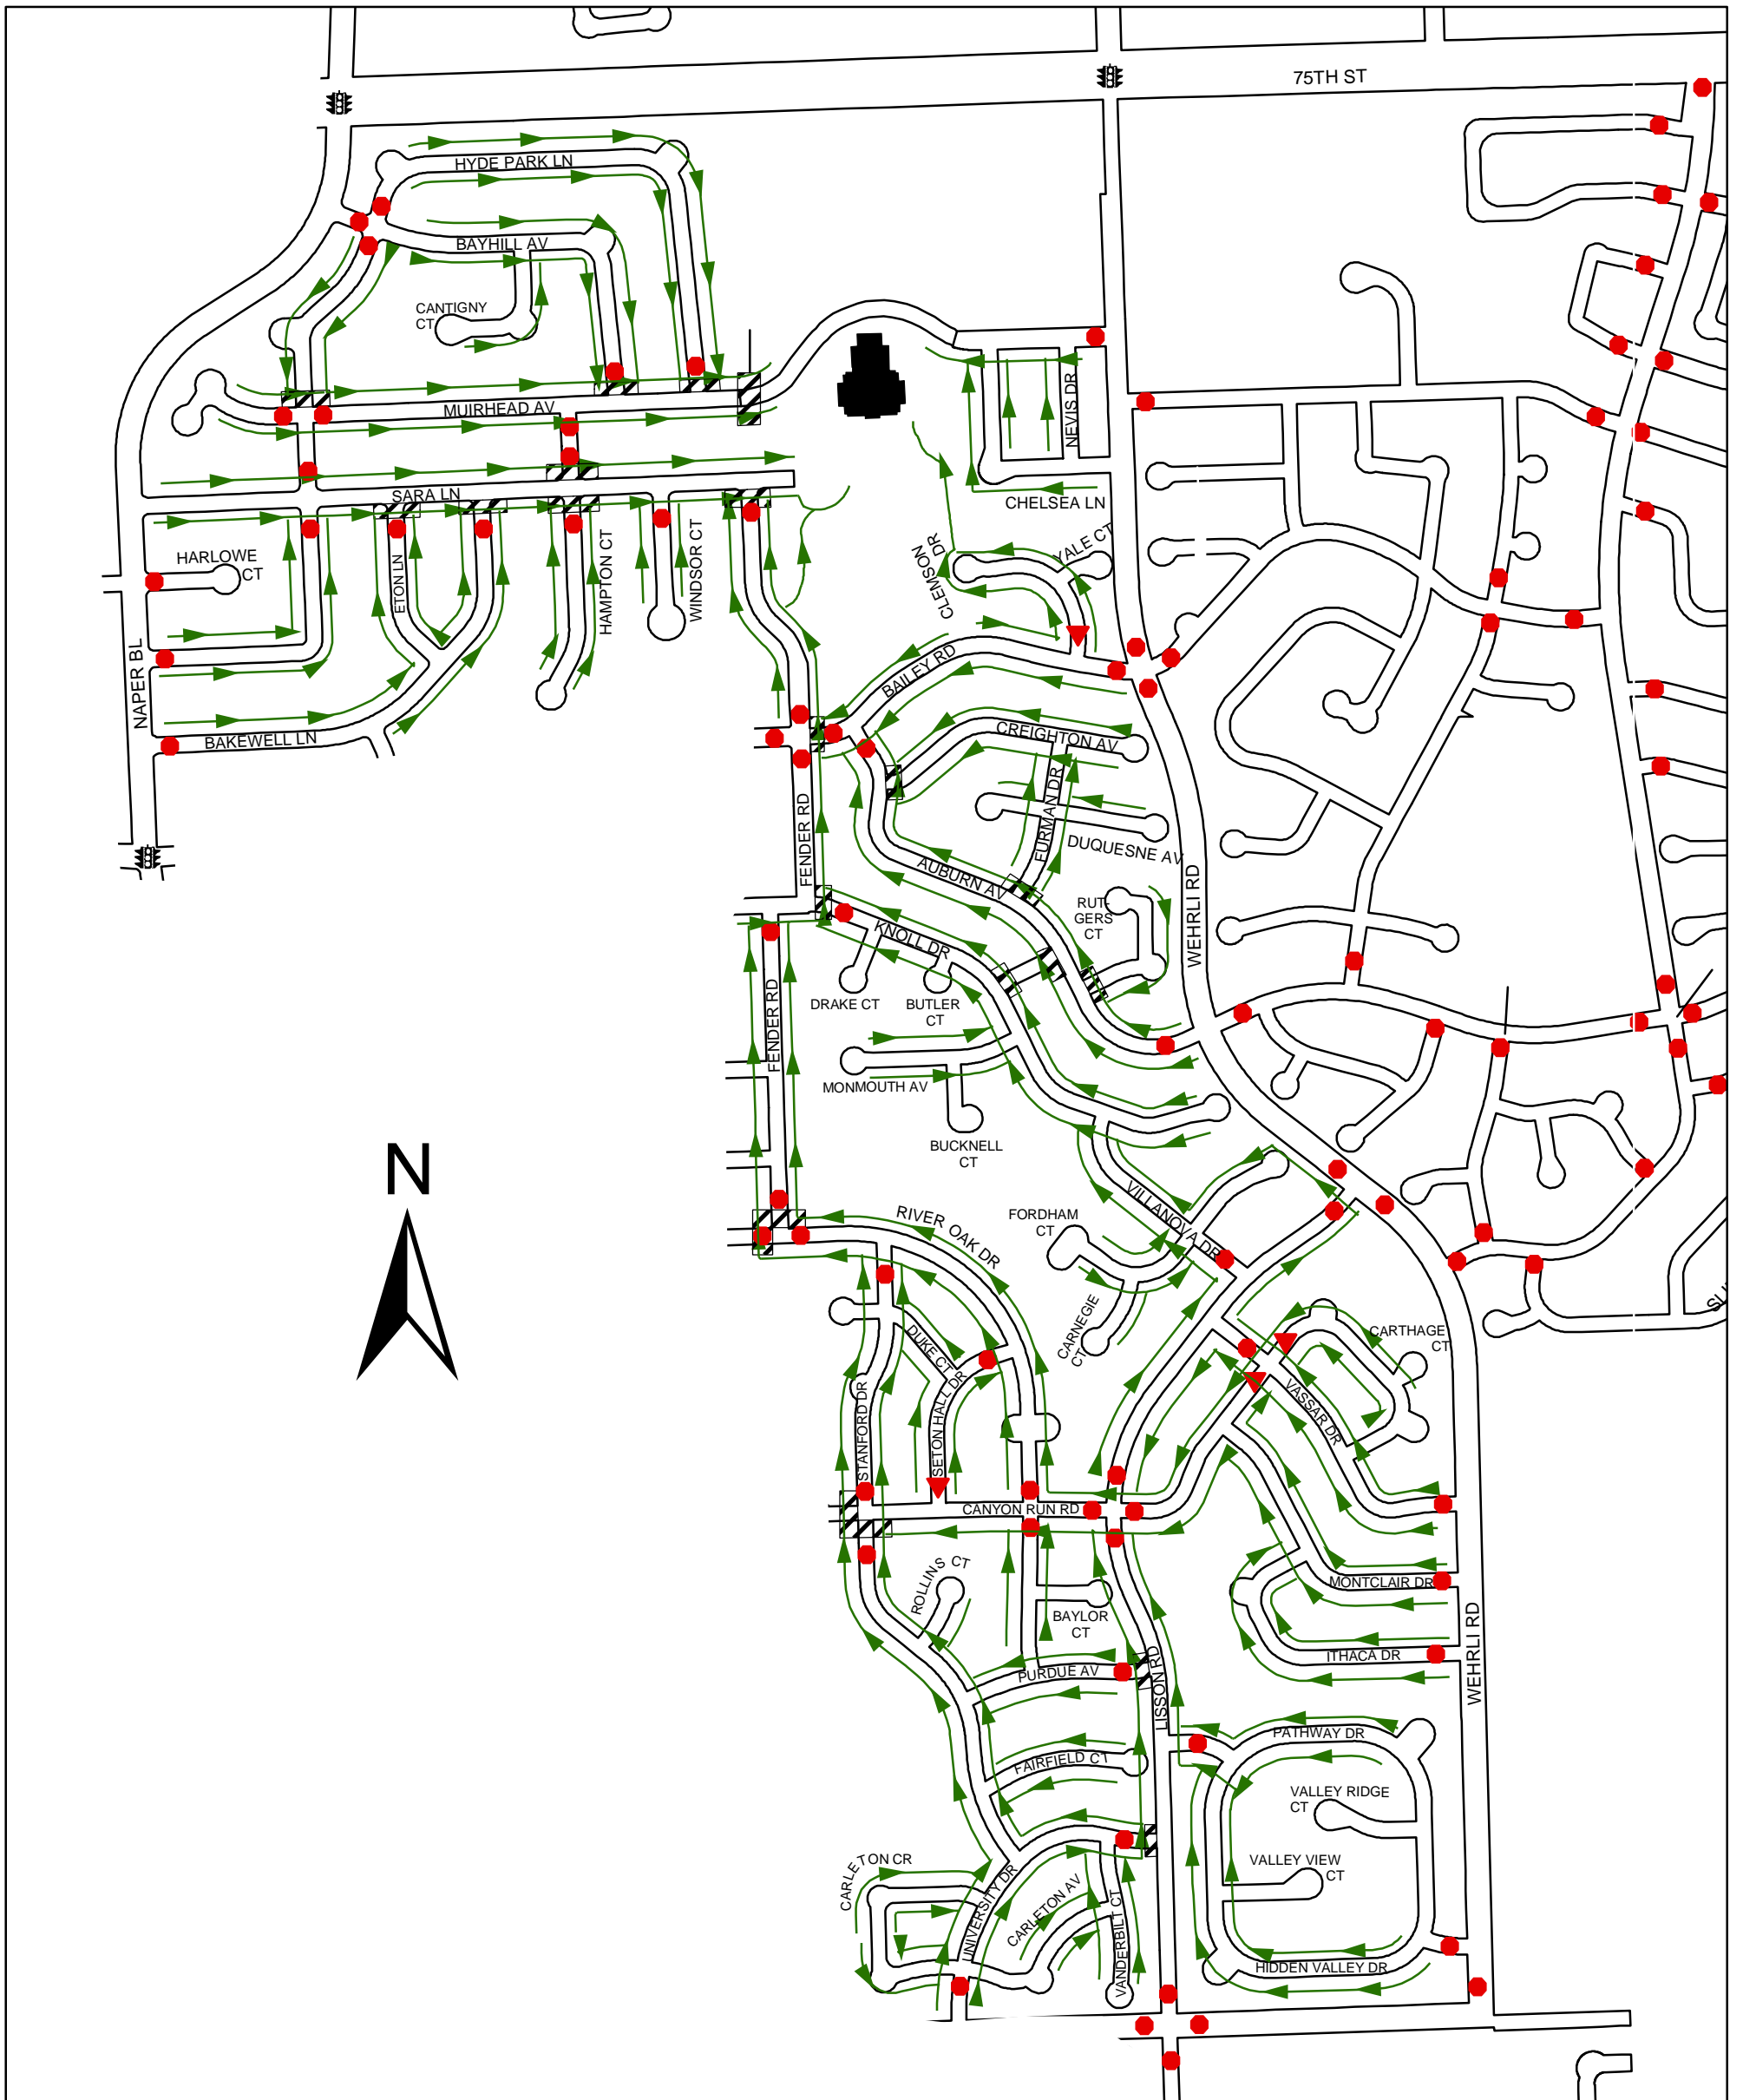 75TH ST
HYDE PARK LN
BAYHILL AV
CANTIGNY
CT
MUIRHEAD AV
NEVIS DR
SARA LN
CHELSEA LN
HARLOWE
CT
ETON LN
HAMPTON CT
WINDSOR CT
CLEMSON
DR
YALE CT
NAPER BL
BAILEY RD
BAKEWELL LN
CREIGHTON AV
FENDER RD
FURMAN DR
DUQUESNE AV
AUBURN AV
WEHRLI RD
RUT-
GERS
CT
KNOLL DR
FENDER RD
DRAKE CT
BUTLER
CT
MONMOUTH AV
BUCKNELL
CT
N
VILLANOVA DR
RIVER OAK DR
FORDHAM
CT
CARNEGIE
CT
CARTHAGE
CT
DUKE CT
STANFORD DR
SETON HALL DR
VASSAR DR
CANYON RUN RD
ROLLINS CT
MONTCLAIR DR
BAYLOR
CT
WEHRLI RD
ITHACA DR
PURDUE AV
LISSON RD
PATHWAY DR
FAIRFIELD CT
VALLEY RIDGE
CT
CARLETON CR
VALLEY VIEW
CT
UNIVERSITY DR
CARLETON AV
VANDERBILT CT
HIDDEN VALLEY DR